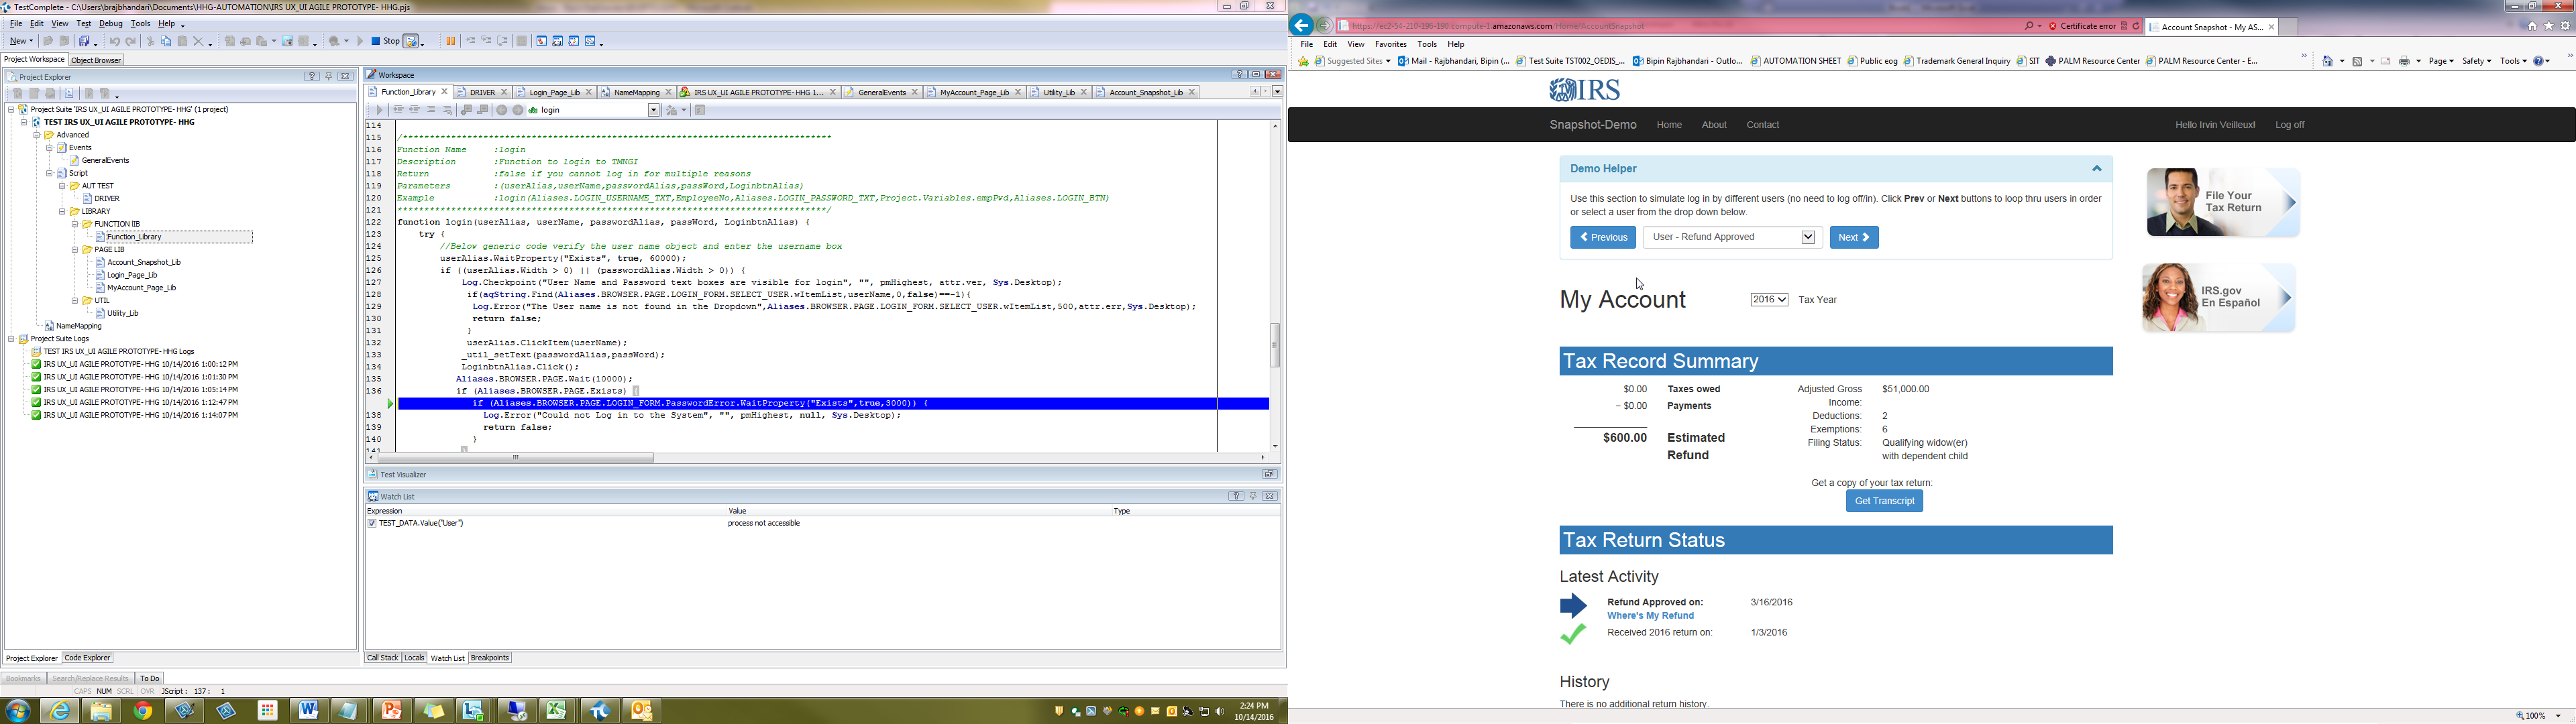 TestComplete - C:\Users\brajbhandari\Documents\HHG-AUTOMATION\IRS UX_UI AGILE PROTOTYPE- HHG.pjs
File Edit View Test Debug Tools Help
New Stop
Project Workspace Object Browser
Project Explorer
Project Suite 'IRS UX_UI AGILE PROTOTYPE- HHG' (1 project)
TEST IRS UX_UI AGILE PROTOTYPE- HHG
Advanced
Events
GeneralEvents
Script
AUT TEST
DRIVER
LIBRARY
FUNCTION lIB
Function_Library
PAGE LIB
Account_Snapshot_Lib
Login_Page_Lib
MyAccount_Page_Lib
UTIL
Utility_Lib
NameMapping
Project Suite Logs
TEST IRS UX_UI AGILE PROTOTYPE- HHG Logs
IRS UX_UI AGILE PROTOTYPE- HHG 10/14/2016 1:00:12 PM
IRS UX_UI AGILE PROTOTYPE- HHG 10/14/2016 1:01:30 PM
IRS UX_UI AGILE PROTOTYPE- HHG 10/14/2016 1:05:14 PM
IRS UX_UI AGILE PROTOTYPE- HHG 10/14/2016 1:12:47 PM
IRS UX_UI AGILE PROTOTYPE- HHG 10/14/2016 1:14:07 PM
Project Explorer Code Explorer
Bookmarks Search/Replace Results To Do
CAPS NUM SCRL OVR JScript : 137 : 1
Workspace
Function_Library DRIVER Login_Page_Lib NameMapping IRS UX_UI AGILE PROTOTYPE- HHG 1... GeneralEvents MyAccount_Page_Lib Utility_Lib Account_Snapshot_Lib
login
114
115 /*******************************************************************************
116 Function Name :login
117 Description :Function to login to TMNGI
118 Return :false if you cannot log in for multiple reasons
119 Parameters :(userAlias,userName,passwordAlias,passWord,LoginbtnAlias)
120 Example :login(Aliases.LOGIN_USERNAME_TXT,EmployeeNo,Aliases.LOGIN_PASSWORD_TXT,Project.Variables.empPwd,Aliases.LOGIN_BTN)
121 *******************************************************************************/
122 function login(userAlias, userName, passwordAlias, passWord, LoginbtnAlias) {
123 try {
124 //Below generic code verify the user name object and enter the username box
125 userAlias.WaitProperty("Exists", true, 60000);
126 if ((userAlias.Width > 0) || (passwordAlias.Width > 0)) {
127 Log.Checkpoint("User Name and Password text boxes are visible for login", "", pmHighest, attr.ver, Sys.Desktop);
128 if(aqString.Find(Aliases.BROWSER.PAGE.LOGIN_FORM.SELECT_USER.wItemList,userName,0,false)==-1){
129 Log.Error("The User name is not found in the Dropdown",Aliases.BROWSER.PAGE.LOGIN_FORM.SELECT_USER.wItemList,500,attr.err,Sys.Desktop);
130 return false;
131 }
132 userAlias.ClickItem(userName);
133 _util_setText(passwordAlias,passWord);
134 LoginbtnAlias.Click();
135 Aliases.BROWSER.PAGE.Wait(10000);
136 if (Aliases.BROWSER.PAGE.Exists) {
if (Aliases.BROWSER.PAGE.LOGIN_FORM.PasswordError.WaitProperty("Exists",true,3000)) {
138 Log.Error("Could not Log in to the System", "", pmHighest, null, Sys.Desktop);
139 return false;
140 }
141 }
Test Visualizer
Watch List
Expression Value Type
TEST_DATA.Value("User") process not accessible
Call Stack Locals Watch List Breakpoints
2:24 PM
10/14/2016
https://ec2-54-210-196-190.compute-1.amazonaws.com/Home/AccountSnapshot
Certificate error
Account Snapshot - My AS...
File Edit View Favorites Tools Help
Suggested Sites Mail - Rajbhandari, Bipin (... Test Suite TST002_OEDIS_... Bipin Rajbhandari - Outlo... AUTOMATION SHEET Public eog Trademark General Inquiry SIT PALM Resource Center PALM Resource Center - E...
Page Safety Tools
IRS
Snapshot-Demo Home About Contact Hello Irvin Veilleux! Log off
Demo Helper
Use this section to simulate log in by different users (no need to log off/in). Click Prev or Next buttons to loop thru users in order
or select a user from the drop down below.
Previous User - Refund Approved Next
My Account 2016 Tax Year
Tax Record Summary
$0.00 Taxes owed
− $0.00 Payments
$600.00 Estimated
Refund
Adjusted Gross $51,000.00
Income:
Deductions: 2
Exemptions: 6
Filing Status: Qualifying widow(er)
with dependent child
Get a copy of your tax return:
Get Transcript
Tax Return Status
Latest Activity
Refund Approved on: 3/16/2016
Where's My Refund
Received 2016 return on: 1/3/2016
History
There is no additional return history.
File Your
Tax Return
IRS.gov
En Español
100%